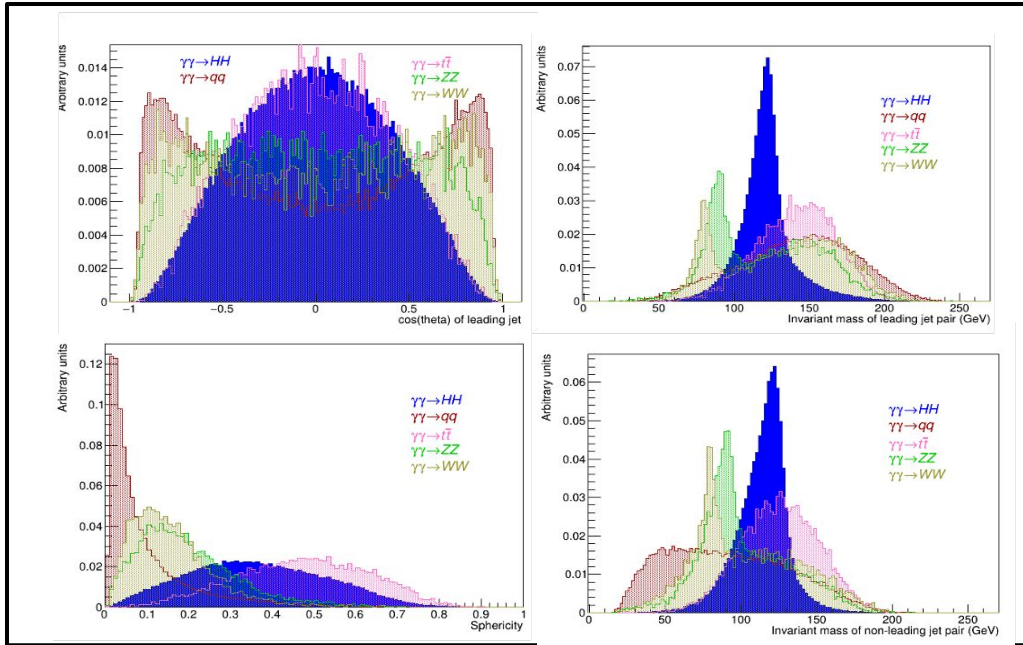 Arbitrary units
0.014
0.012
0.01
0.008
0.006
0.004
0.002
0
γγ→HH
γγ→qq
γγ→tt̄
γγ→ZZ
γγ→WW
−1 −0.5 0 0.5 1
cos(theta) of leading jet
Arbitrary units
0.07
0.06
0.05
0.04
0.03
0.02
0.01
0
γγ→HH
γγ→qq
γγ→tt̄
γγ→ZZ
γγ→WW
0 50 100 150 200 250
Invariant mass of leading jet pair (GeV)
Arbitrary units
0.12
0.1
0.08
0.06
0.04
0.02
0
γγ→HH
γγ→qq
γγ→tt̄
γγ→ZZ
γγ→WW
0 0.1 0.2 0.3 0.4 0.5 0.6 0.7 0.8 0.9 1
Sphericity
Arbitrary units
0.06
0.05
0.04
0.03
0.02
0.01
0
γγ→HH
γγ→qq
γγ→tt̄
γγ→ZZ
γγ→WW
0 50 100 150 200 250
Invariant mass of non-leading jet pair (GeV)